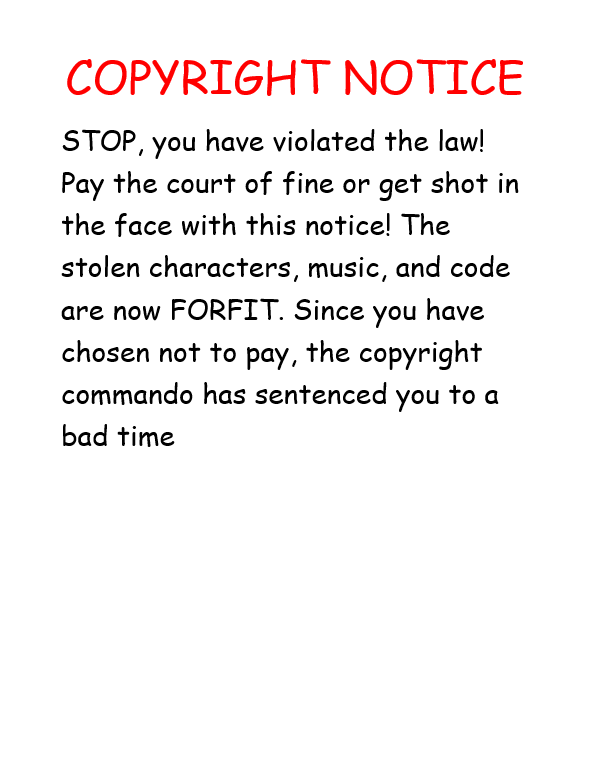 COPYRIGHT NOTICE
STOP, you have violated the law!
Pay the court of fine or get shot in
the face with this notice! The
stolen characters, music, and code
are now FORFIT. Since you have
chosen not to pay, the copyright
commando has sentenced you to a
bad time